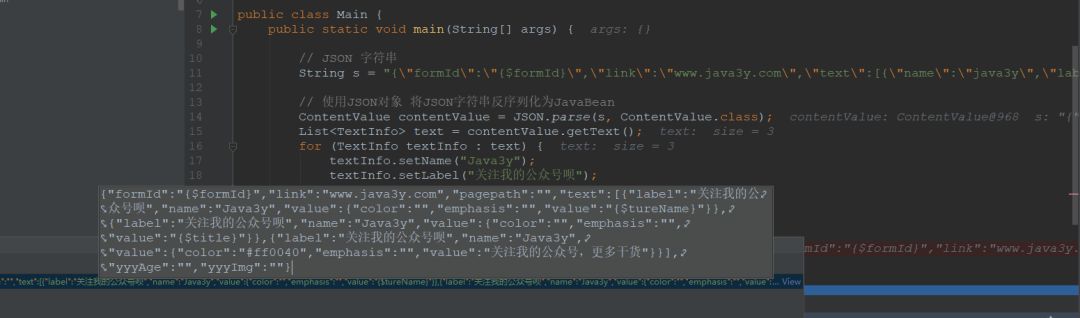 7 public class Main {
8 public static void main(String[] args) { args: {}
9
10 // JSON 字符串
11 String s = "{\"formId\":\"{$formId}\",\"link\":\"www.java3y.com\",\"text\":[{\"name\":\"java3y\",\"lab
12
13 // 使用JSON对象 将JSON字符串反序列化为JavaBean
14 ContentValue contentValue = JSON.parse(s, ContentValue.class); contentValue: ContentValue@968 s: "{"
15 List<TextInfo> text = contentValue.getText(); text: size = 3
16 for (TextInfo textInfo : text) { text: size = 3
17 textInfo.setName("Java3y");
18 textInfo.setLabel("关注我的公众号呗");
{"formId":"{$formId}","link":"www.java3y.com","pagepath":"","text":[{"label":"关注我的公
众号呗","name":"Java3y","value":{"color":"","emphasis":"","value":"{$tureName}"}},
{"label":"关注我的公众号呗","name":"Java3y","value":{"color":"","emphasis":"",
"value":"{$title}"}},{"label":"关注我的公众号呗","name":"Java3y",
"value":{"color":"#ff0040","emphasis":"","value":"关注我的公众号，更多干货"}}],
"yyyAge":"","yyyImg":""}
mId":"{$formId}","link":"www.java3y.
:"","text":[{"label":"关注我的公众号呗","name":"Java3y","value":{"color":"","emphasis":"","value":"{$tureName}"}},{"label":"关注我的公众号呗","name":"Java3y","value":{"color":"","emphasis":"","value":"... View